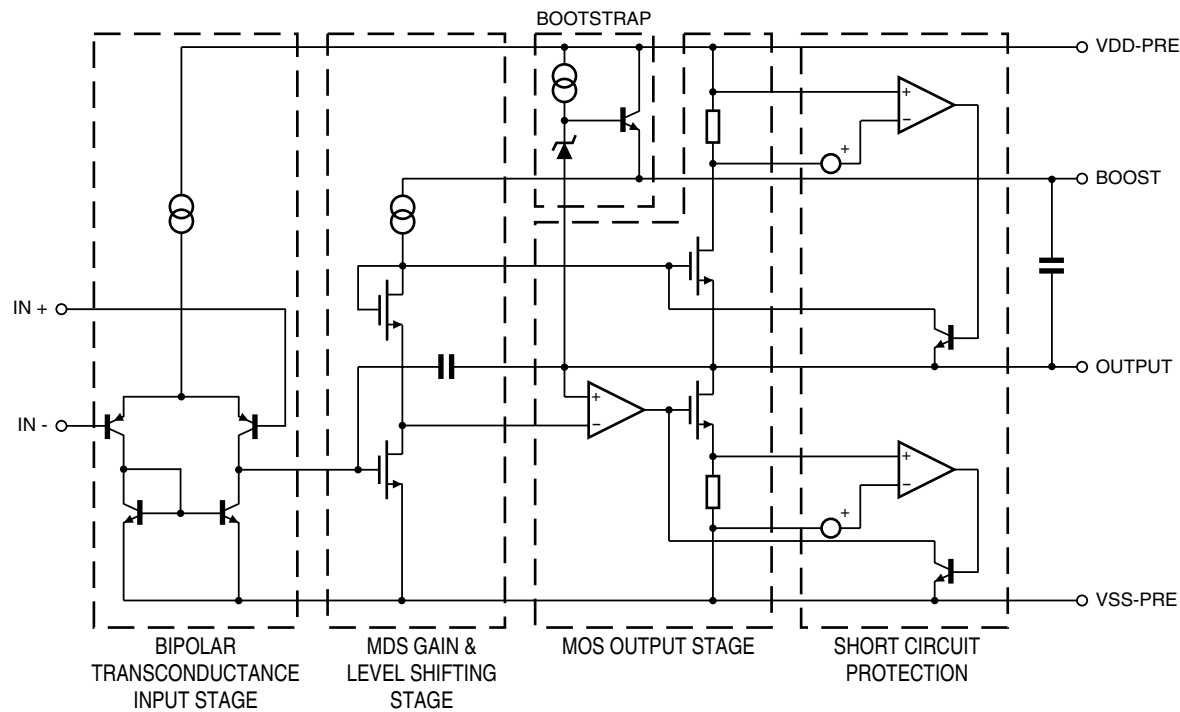 BOOTSTRAP
VDD-PRE
+
−
+
BOOST
IN +
OUTPUT
IN -
+
−
+
−
+
VSS-PRE
BIPOLAR
TRANSCONDUCTANCE
INPUT STAGE
MDS GAIN &
LEVEL SHIFTING
STAGE
MOS OUTPUT STAGE
SHORT CIRCUIT
PROTECTION